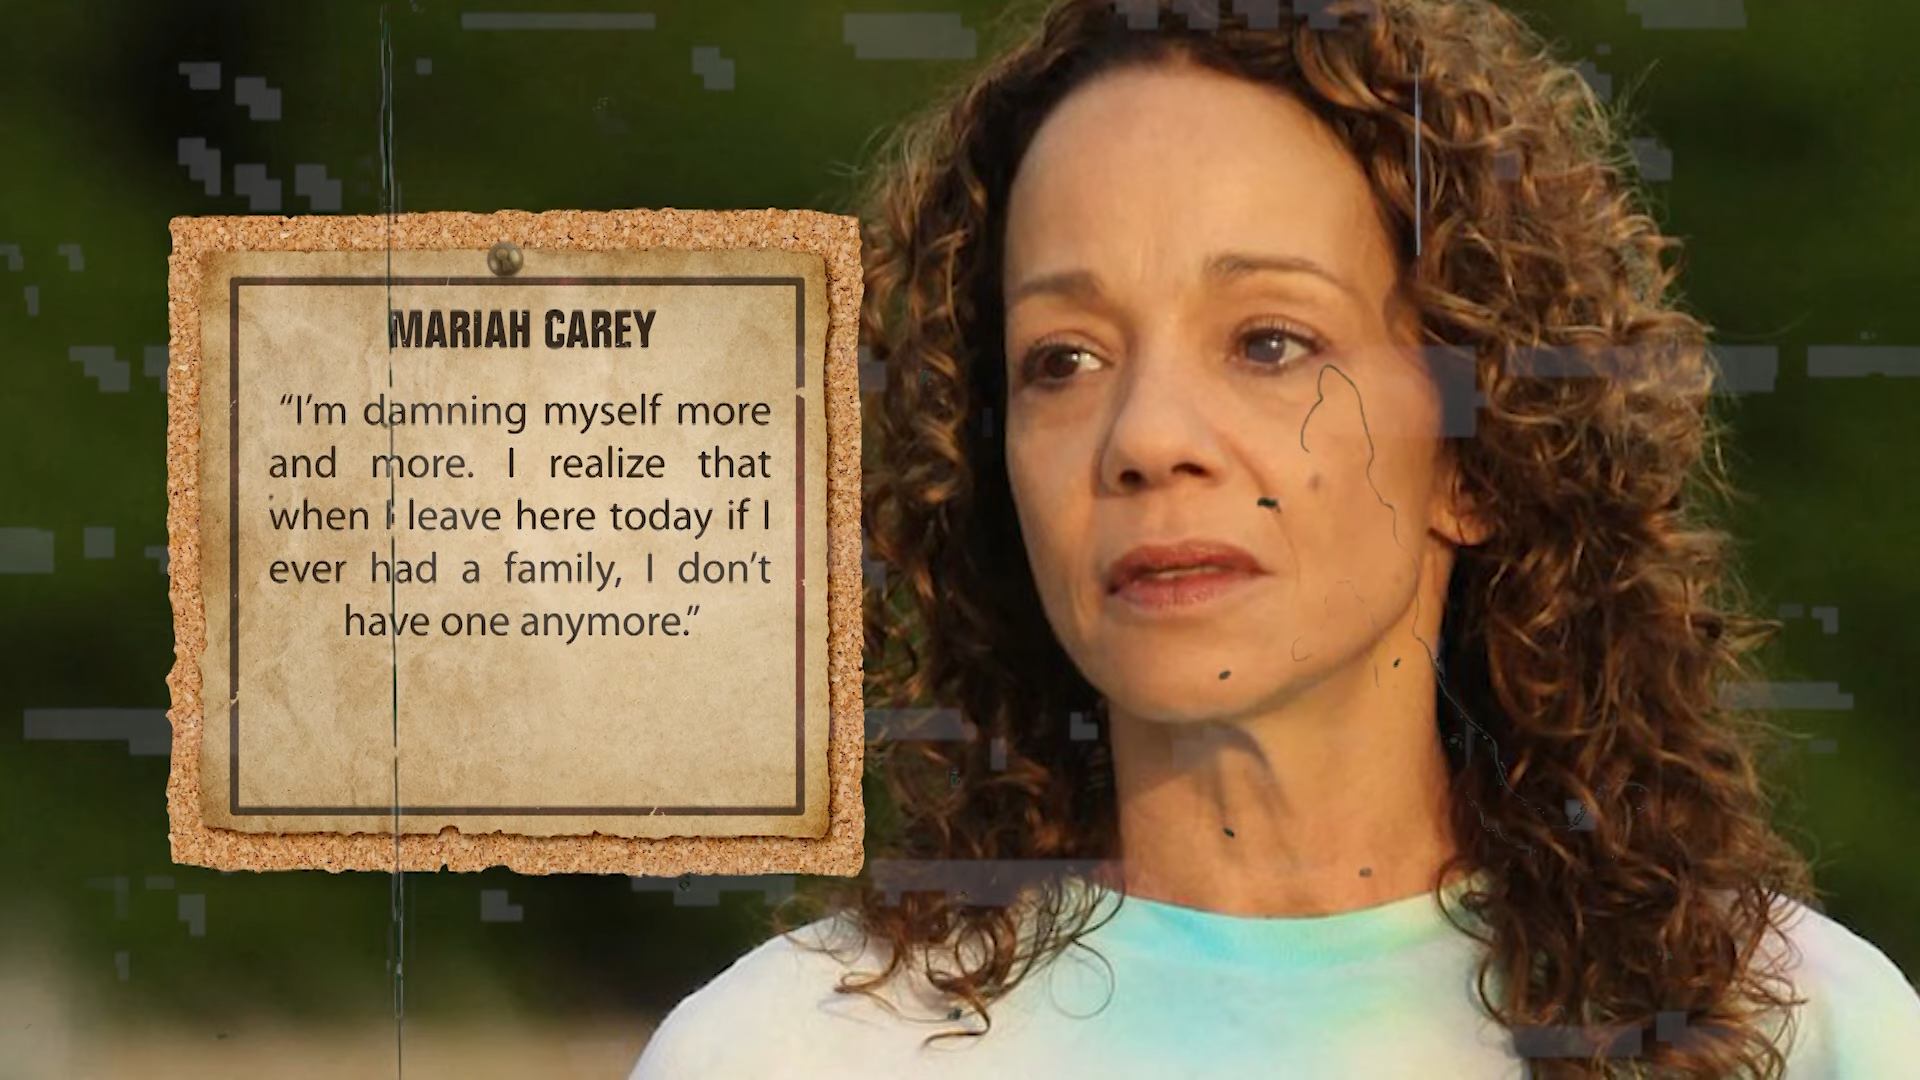 MARIAH CAREY
“I’m damning myself more
and more. I realize that
when I leave here today if I
ever had a family, I don’t
have one anymore.”